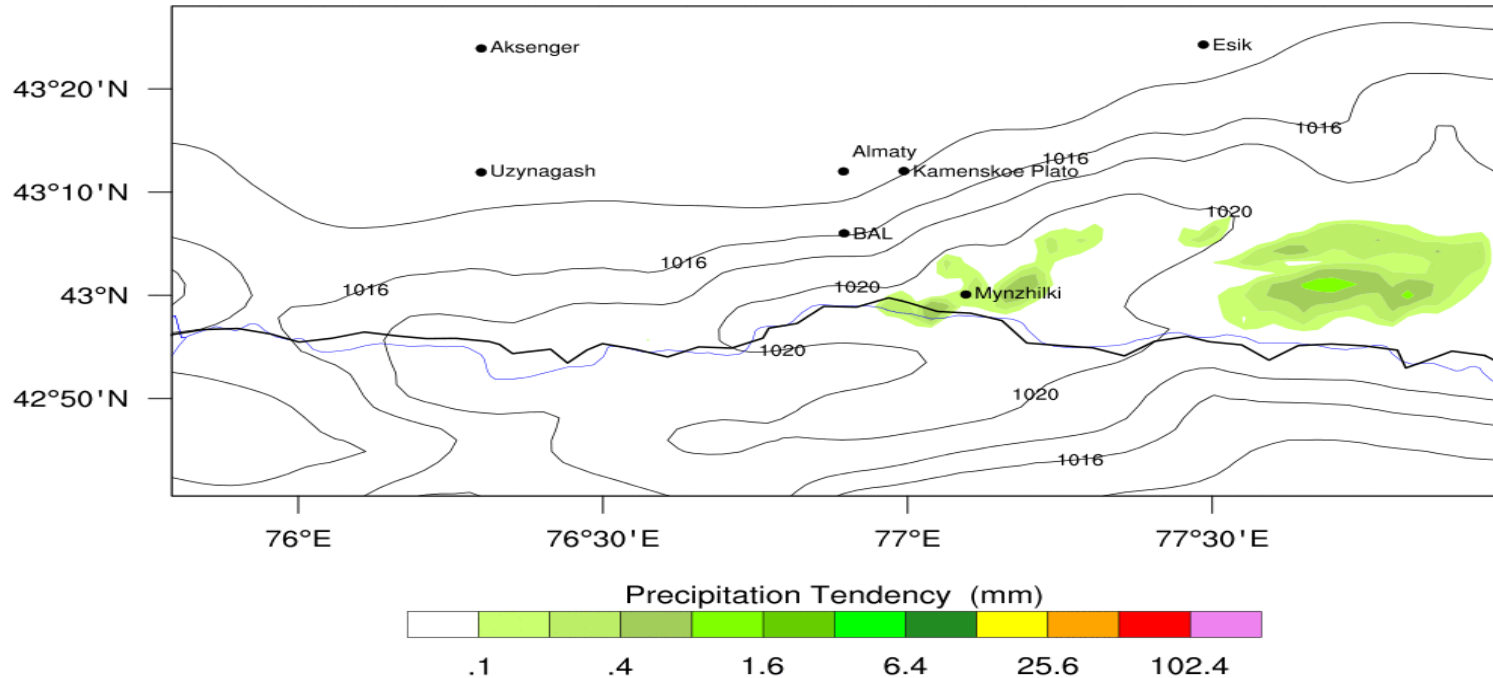 Aksenger
Esik
43°20'N
1016
Almaty
1016
Uzynagash
Kamenskoe Plato
43°10'N
1020
BAL
1016
1020
1016
43°N
Mynzhilki
1020
42°50'N
1020
1016
76°E
76°30'E
77°E
77°30'E
Precipitation Tendency (mm)
.1
.4
1.6
6.4
25.6
102.4